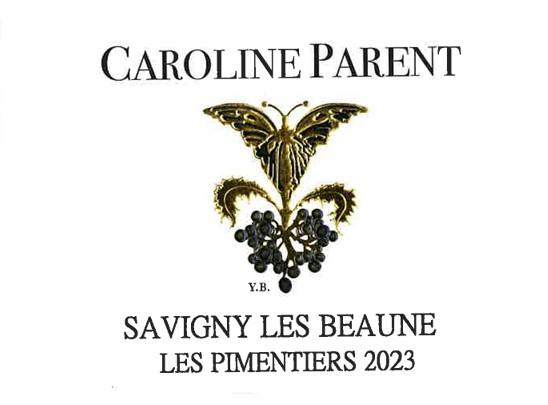 CAROLINE PARENT
Y.B.
SAVIGNY LES BEAUNE
LES PIMENTIERS 2023